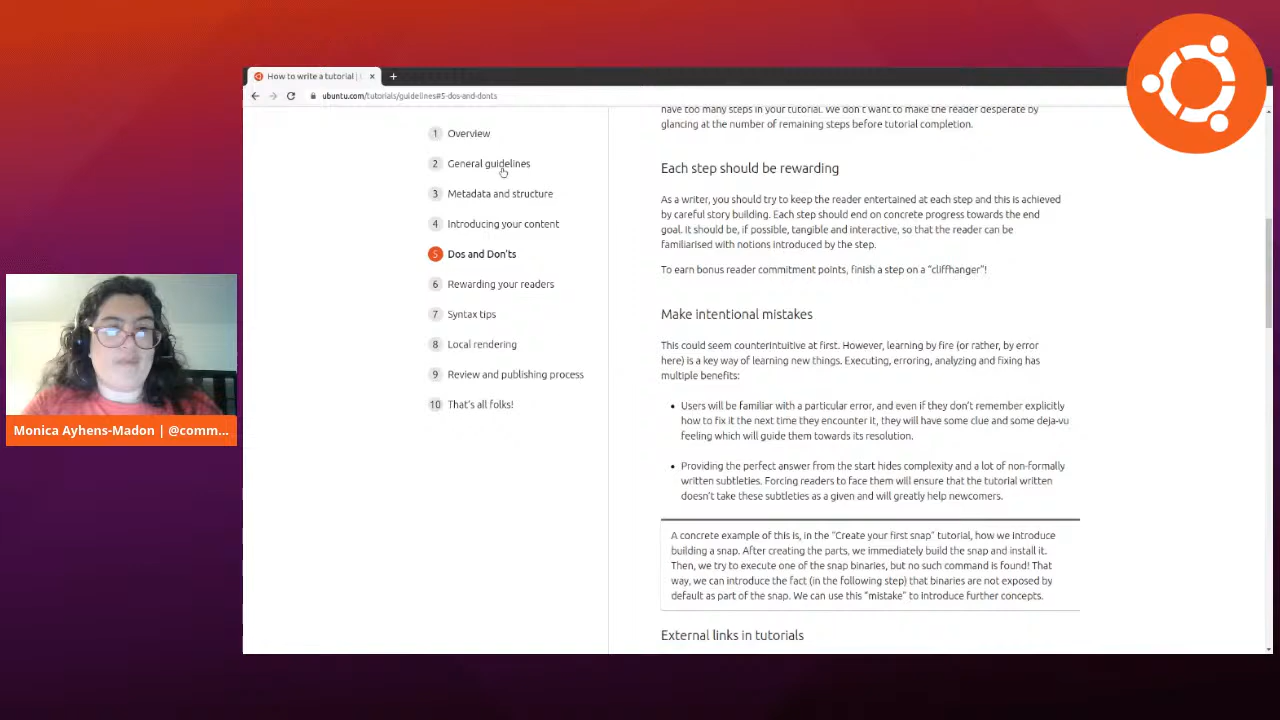 How to write a tutorial |
ubuntu.com/tutorials/guidelines#5-dos-and-donts
1 Overview
2 General guidelines
3 Metadata and structure
4 Introducing your content
5 Dos and Don'ts
6 Rewarding your readers
7 Syntax tips
8 Local rendering
9 Review and publishing process
10 That's all folks!
have too many steps in your tutorial. We don't want to make the reader desperate by
glancing at the number of remaining steps before tutorial completion.
Each step should be rewarding
As a writer, you should try to keep the reader entertained at each step and this is achieved
by careful story building. Each step should end on concrete progress towards the end
goal. It should be, if possible, tangible and interactive, so that the reader can be
familiarised with notions introduced by the step.
To earn bonus reader commitment points, finish a step on a “cliffhanger”!
Make intentional mistakes
This could seem counterintuitive at first. However, learning by fire (or rather, by error
here) is a key way of learning new things. Executing, erroring, analyzing and fixing has
multiple benefits:
• Users will be familiar with a particular error, and even if they don't remember explicitly
how to fix it the next time they encounter it, they will have some clue and some deja-vu
feeling which will guide them towards its resolution.
• Providing the perfect answer from the start hides complexity and a lot of non-formally
written subtleties. Forcing readers to face them will ensure that the tutorial written
doesn't take these subtleties as a given and will greatly help newcomers.
A concrete example of this is, in the “Create your first snap” tutorial, how we introduce
building a snap. After creating the parts, we immediately build the snap and install it.
Then, we try to execute one of the snap binaries, but no such command is found! That
way, we can introduce the fact (in the following step) that binaries are not exposed by
default as part of the snap. We can use this “mistake” to introduce further concepts.
External links in tutorials
Monica Ayhens-Madon | @comm...